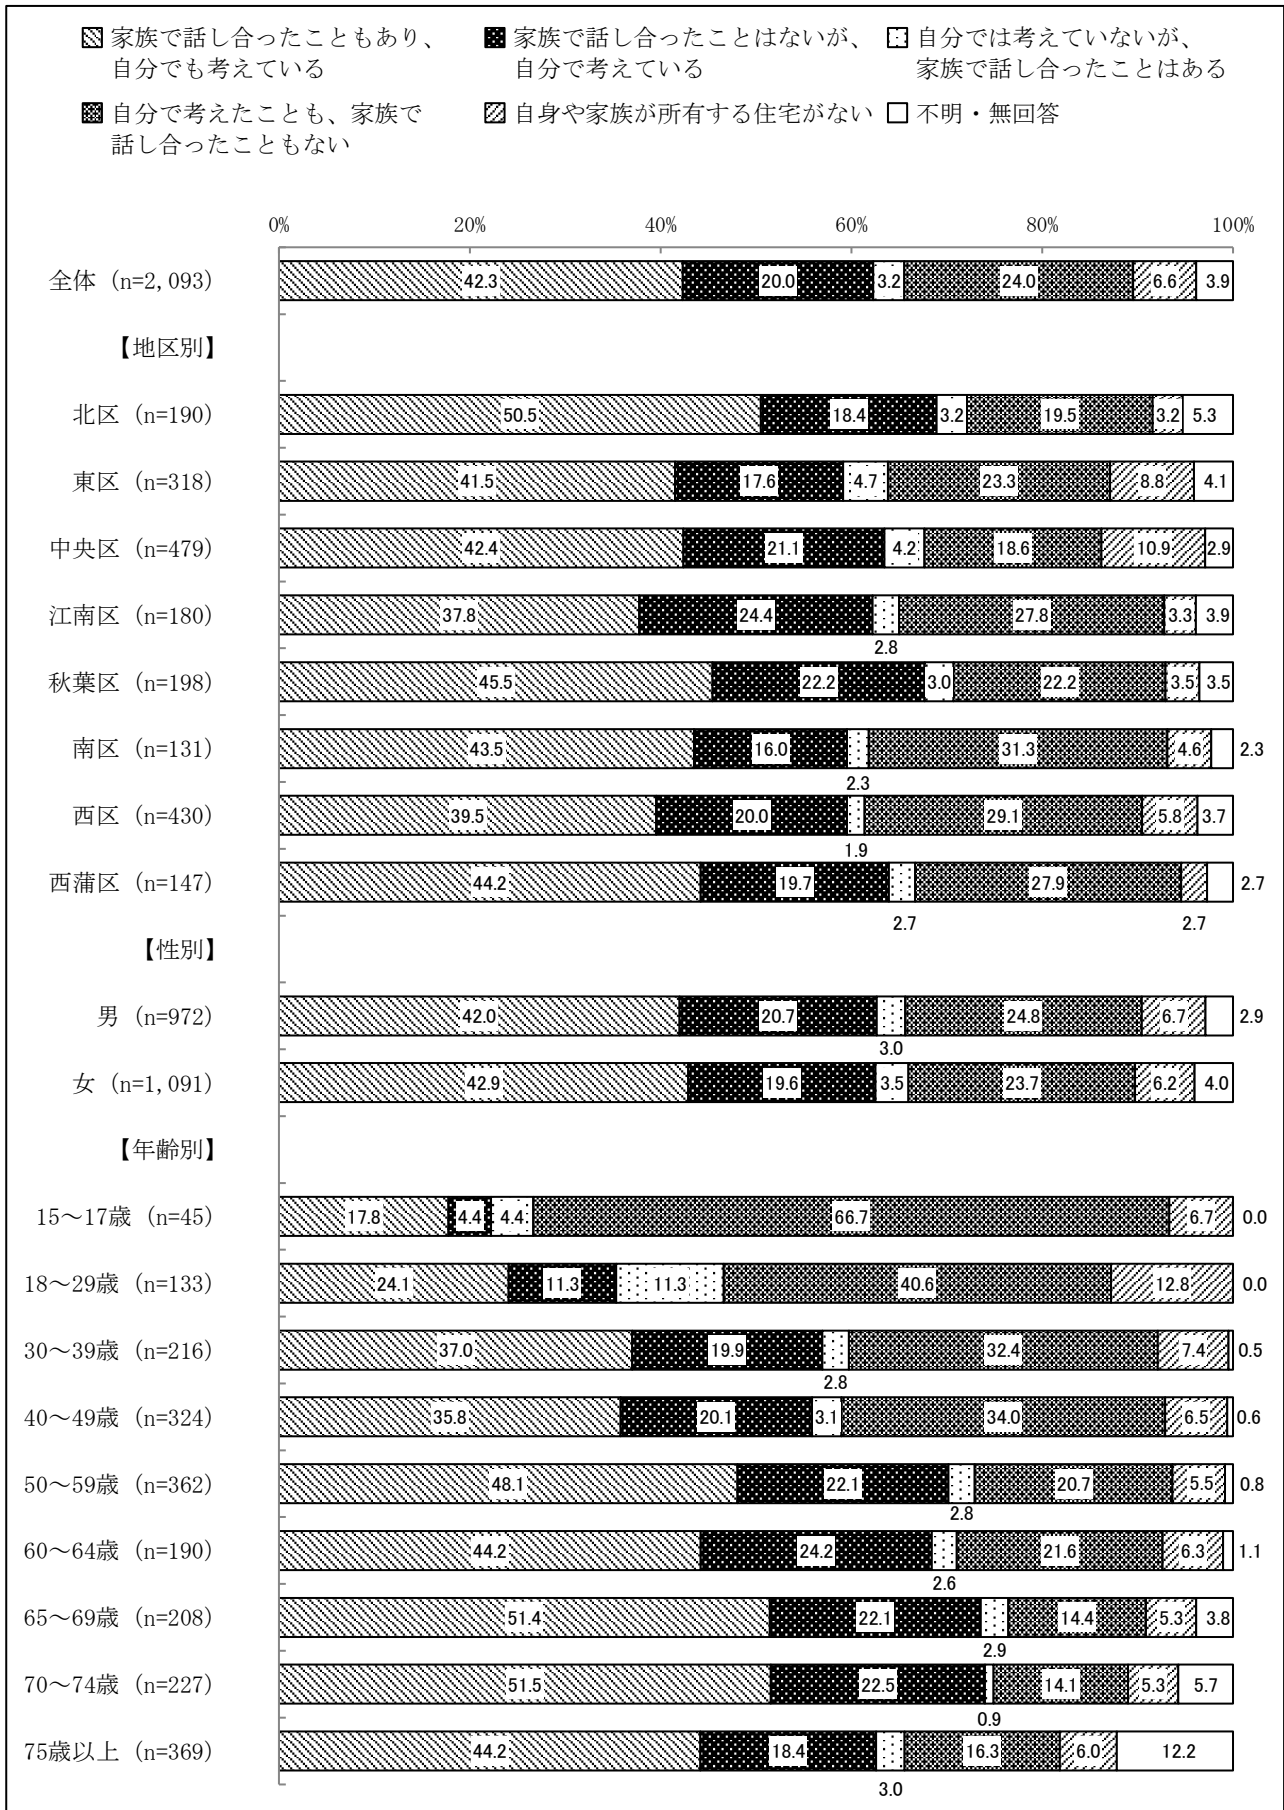 家族で話し合ったこともあり、
自分でも考えている
家族で話し合ったことはないが、
自分で考えている
自分では考えていないが、
家族で話し合ったことはある
自分で考えたことも、家族で
話し合ったこともない
自身や家族が所有する住宅がない
不明・無回答
0% 20% 40% 60% 80% 100%
全体 (n=2,093) 42.3 20.0 3.2 24.0 6.6 3.9
【地区別】
北区 (n=190) 50.5 18.4 3.2 19.5 3.2 5.3
東区 (n=318) 41.5 17.6 4.7 23.3 8.8 4.1
中央区 (n=479) 42.4 21.1 4.2 18.6 10.9 2.9
江南区 (n=180) 37.8 24.4 27.8 3.3 3.9
2.8
秋葉区 (n=198) 45.5 22.2 3.0 22.2 3.5 3.5
南区 (n=131) 43.5 16.0 31.3 4.6 2.3
2.3
西区 (n=430) 39.5 20.0 29.1 5.8 3.7
1.9
西蒲区 (n=147) 44.2 19.7 27.9 2.7
2.7 2.7
【性別】
男 (n=972) 42.0 20.7 24.8 6.7 2.9
3.0
女 (n=1,091) 42.9 19.6 3.5 23.7 6.2 4.0
【年齢別】
15～17歳 (n=45) 17.8 4.4 4.4 66.7 6.7 0.0
18～29歳 (n=133) 24.1 11.3 11.3 40.6 12.8 0.0
30～39歳 (n=216) 37.0 19.9 32.4 7.4 0.5
2.8
40～49歳 (n=324) 35.8 20.1 3.1 34.0 6.5 0.6
50～59歳 (n=362) 48.1 22.1 20.7 5.5 0.8
2.8
60～64歳 (n=190) 44.2 24.2 21.6 6.3 1.1
2.6
65～69歳 (n=208) 51.4 22.1 14.4 5.3 3.8
2.9
70～74歳 (n=227) 51.5 22.5 14.1 5.3 5.7
0.9
75歳以上 (n=369) 44.2 18.4 16.3 6.0 12.2
3.0